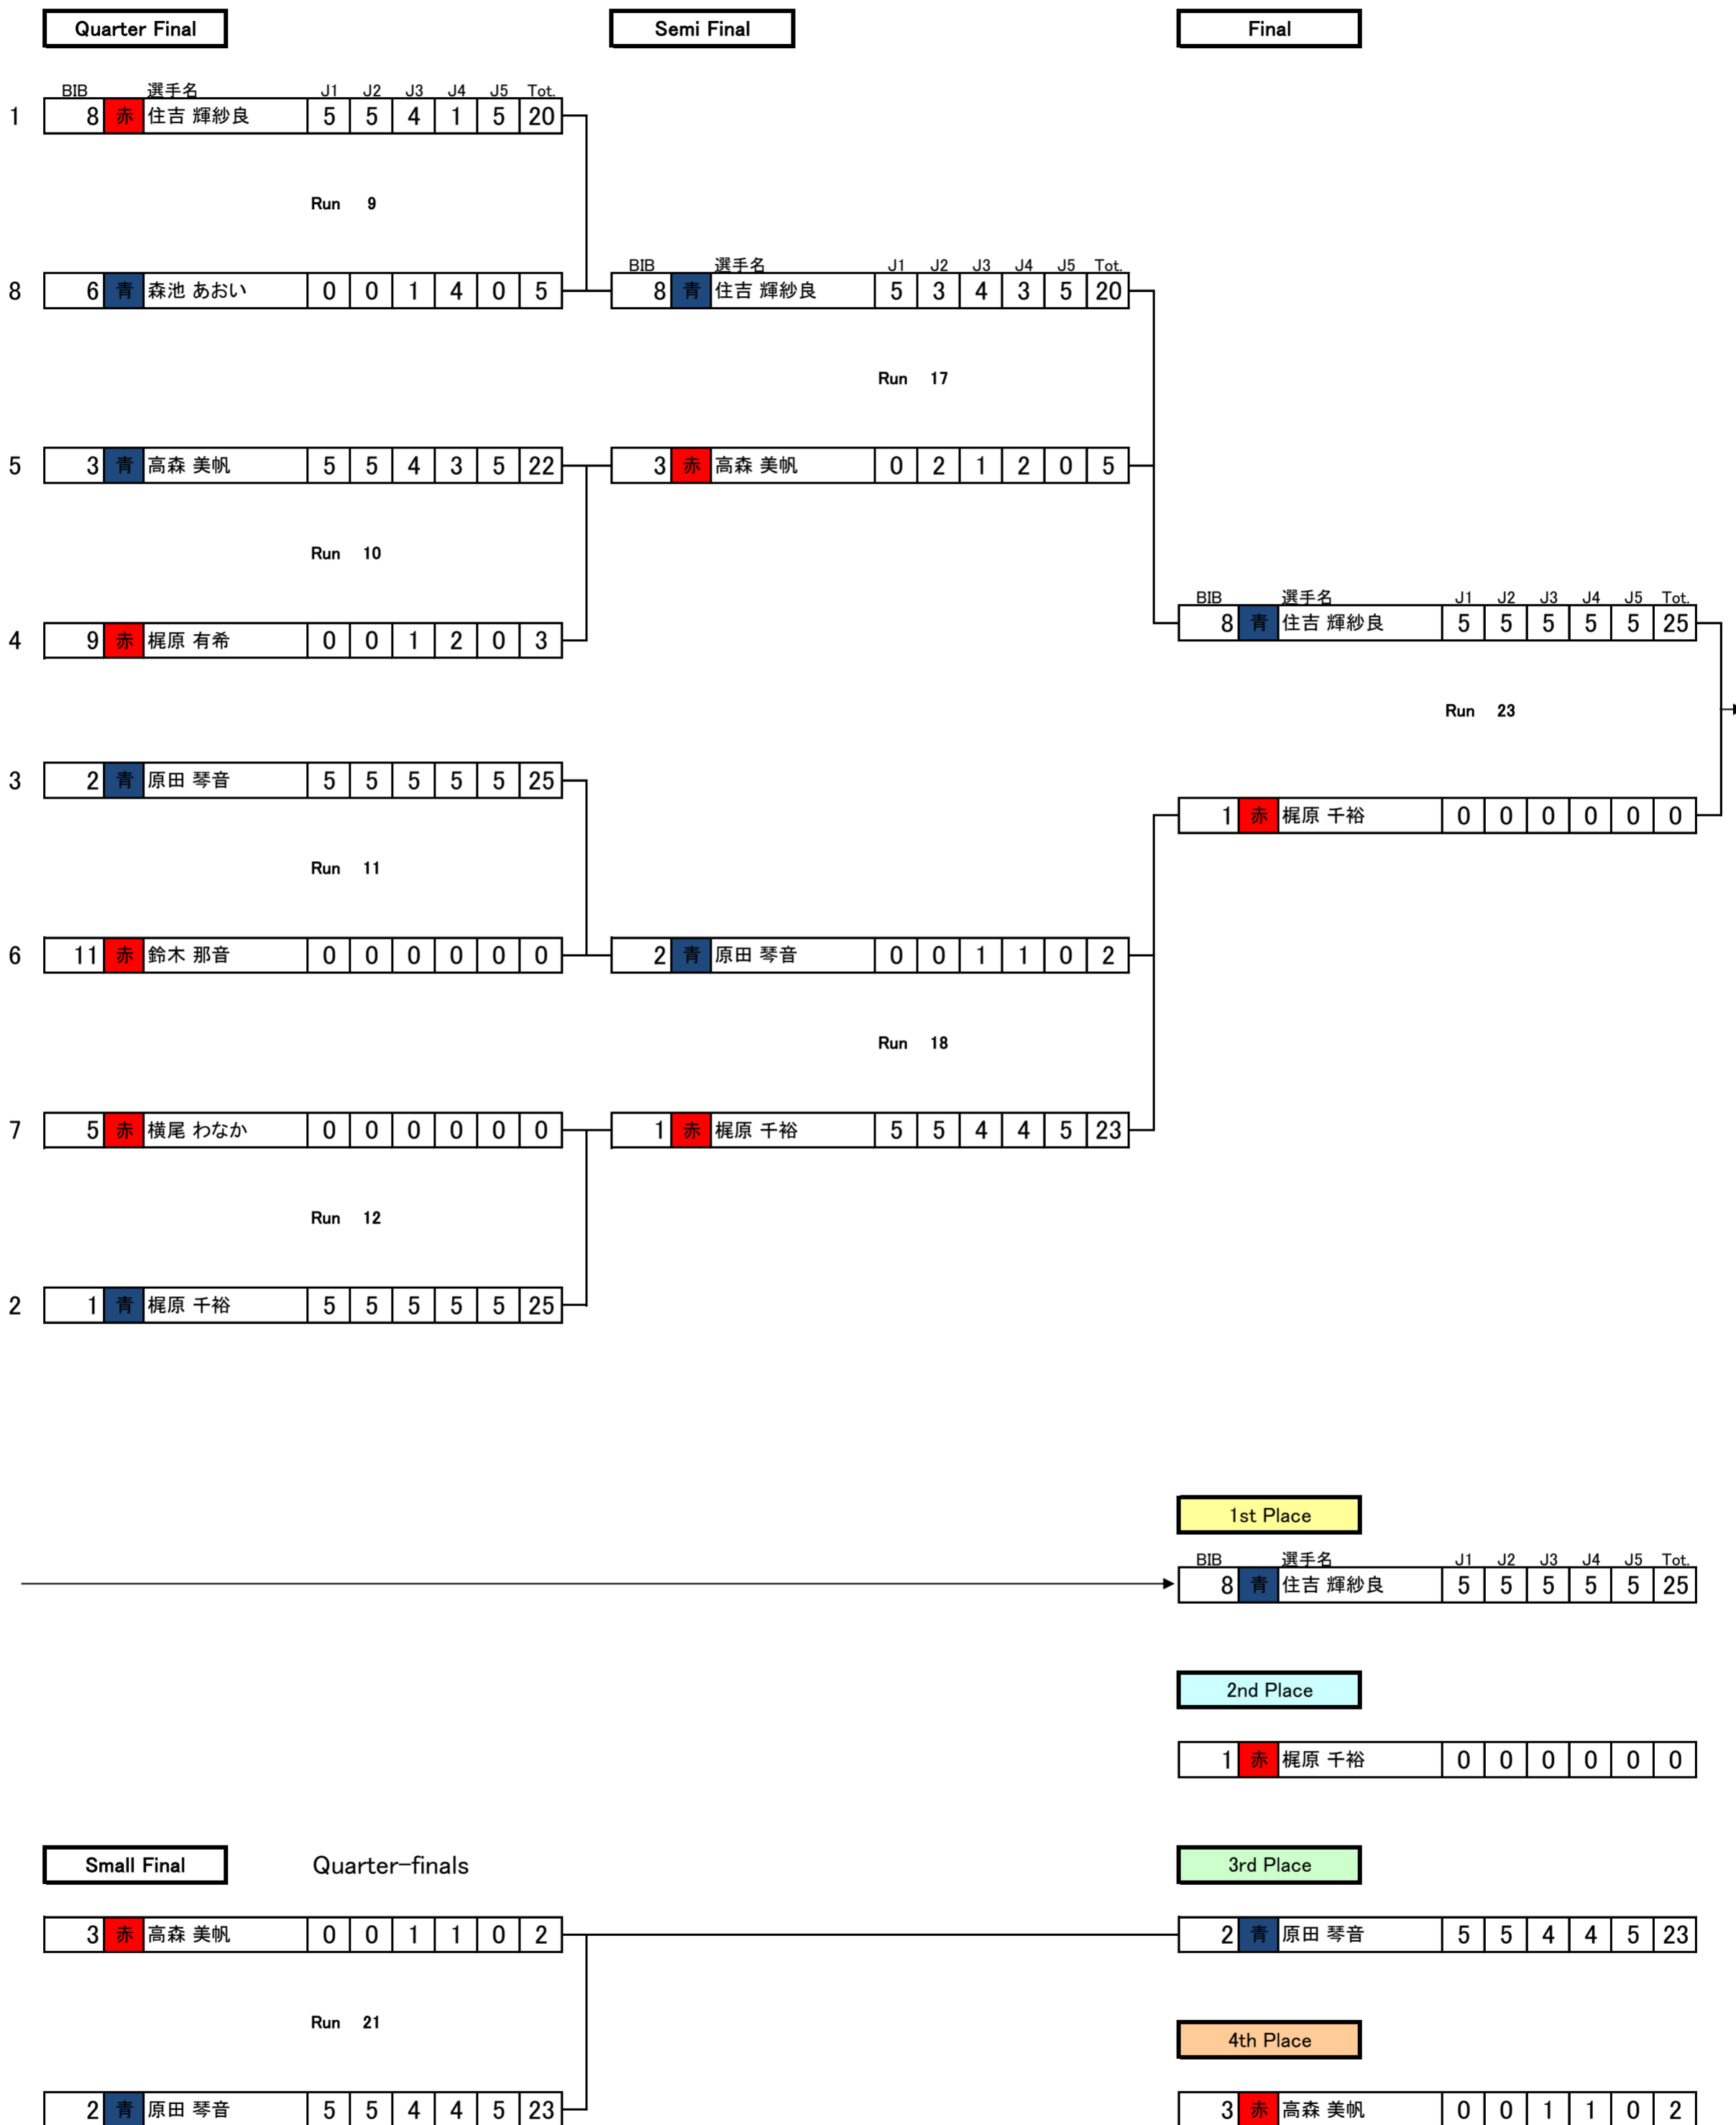 Quarter Final Semi Final Final
BIB 選手名 J1 J2 J3 J4 J5 Tot.
1 8 赤 住吉 輝紗良 5 5 4 1 5 20
Run 9
BIB 選手名 J1 J2 J3 J4 J5 Tot.
8 6 青 森池 あおい 0 0 1 4 0 5 8 青 住吉 輝紗良 5 3 4 3 5 20
Run 17
5 3 青 高森 美帆 5 5 4 3 5 22 3 赤 高森 美帆 0 2 1 2 0 5
Run 10
BIB 選手名 J1 J2 J3 J4 J5 Tot.
8 青 住吉 輝紗良 5 5 5 5 5 25
4 9 赤 梶原 有希 0 0 1 2 0 3
Run 23
3 2 青 原田 琴音 5 5 5 5 5 25
1 赤 梶原 千裕 0 0 0 0 0 0
Run 11
6 11 赤 鈴木 那音 0 0 0 0 0 0 2 青 原田 琴音 0 0 1 1 0 2
Run 18
7 5 赤 横尾 わなか 0 0 0 0 0 0 1 赤 梶原 千裕 5 5 4 4 5 23
Run 12
2 1 青 梶原 千裕 5 5 5 5 5 25
1st Place
BIB 選手名 J1 J2 J3 J4 J5 Tot.
8 青 住吉 輝紗良 5 5 5 5 5 25
2nd Place
1 赤 梶原 千裕 0 0 0 0 0 0
Small Final Quarter-finals 3rd Place
3 赤 高森 美帆 0 0 1 1 0 2 2 青 原田 琴音 5 5 4 4 5 23
Run 21
4th Place
2 青 原田 琴音 5 5 4 4 5 23 3 赤 高森 美帆 0 0 1 1 0 2